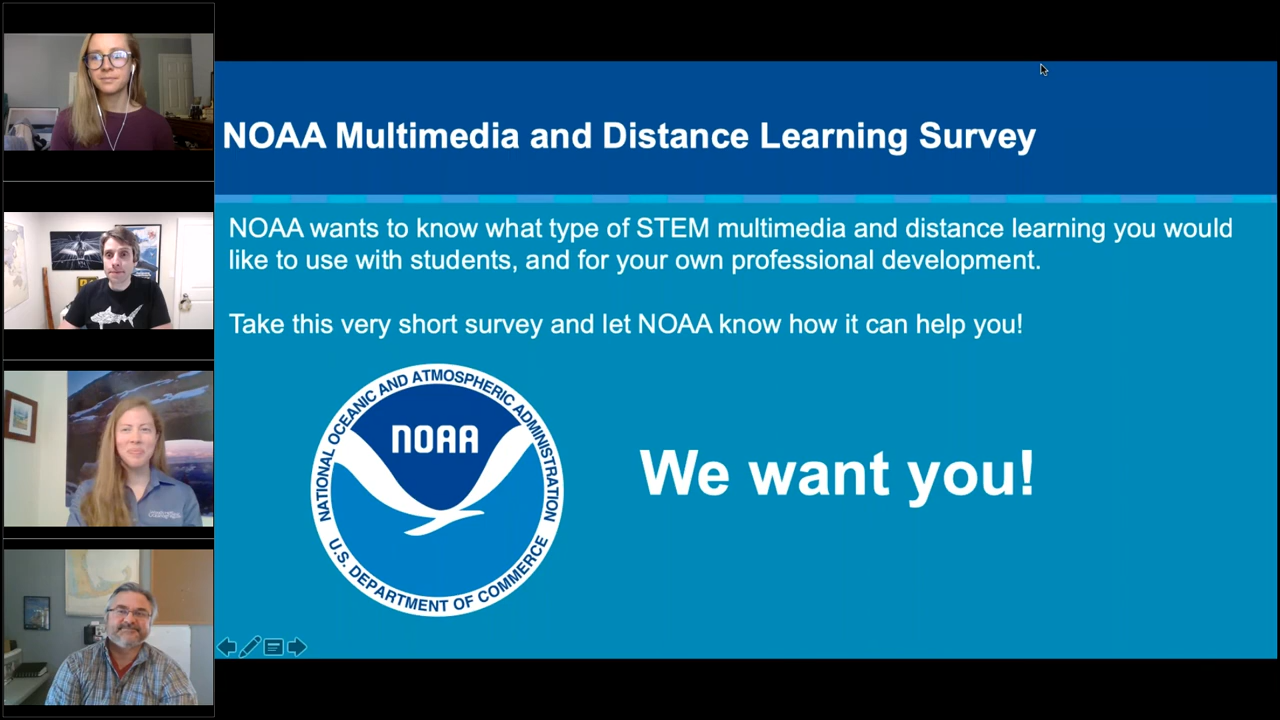 NOAA Multimedia and Distance Learning Survey
NOAA wants to know what type of STEM multimedia and distance learning you would
like to use with students, and for your own professional development.
Take this very short survey and let NOAA know how it can help you!
NATIONAL OCEANIC AND ATMOSPHERIC ADMINISTRATION
NOAA
U.S. DEPARTMENT OF COMMERCE
We want you!